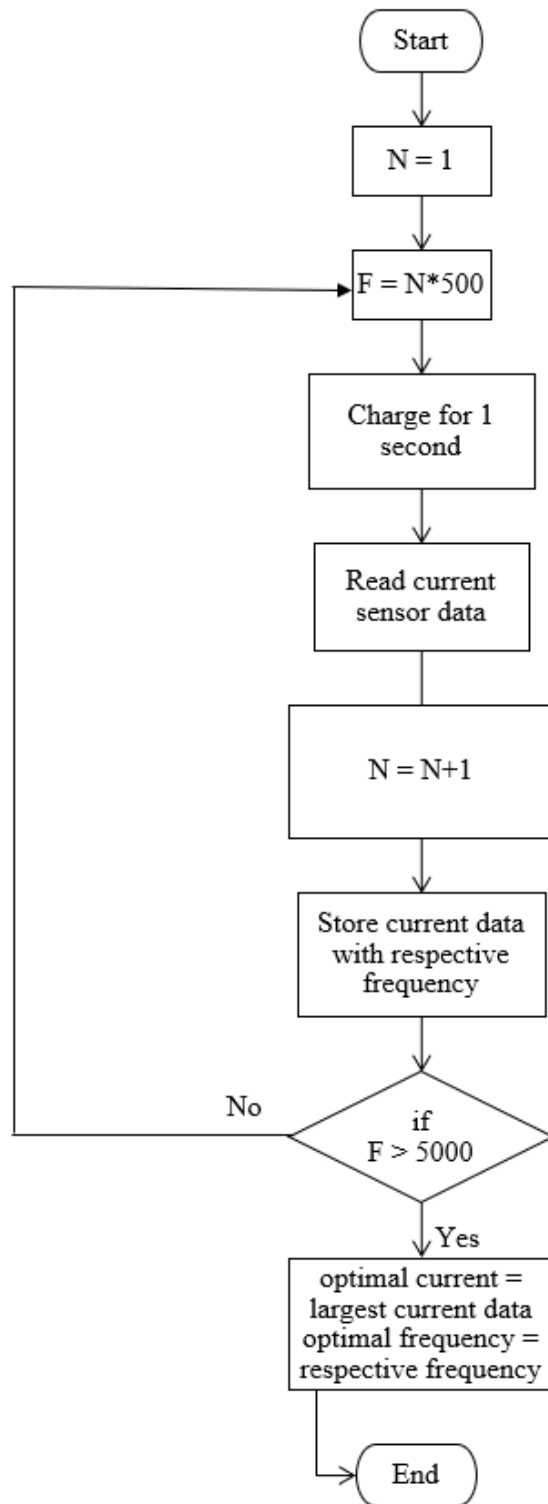 Start
N = 1
F = N*500
Charge for 1
second
Read current
sensor data
N = N+1
Store current data
with respective
frequency
No
if
F > 5000
Yes
optimal current =
largest current data
optimal frequency =
respective frequency
End